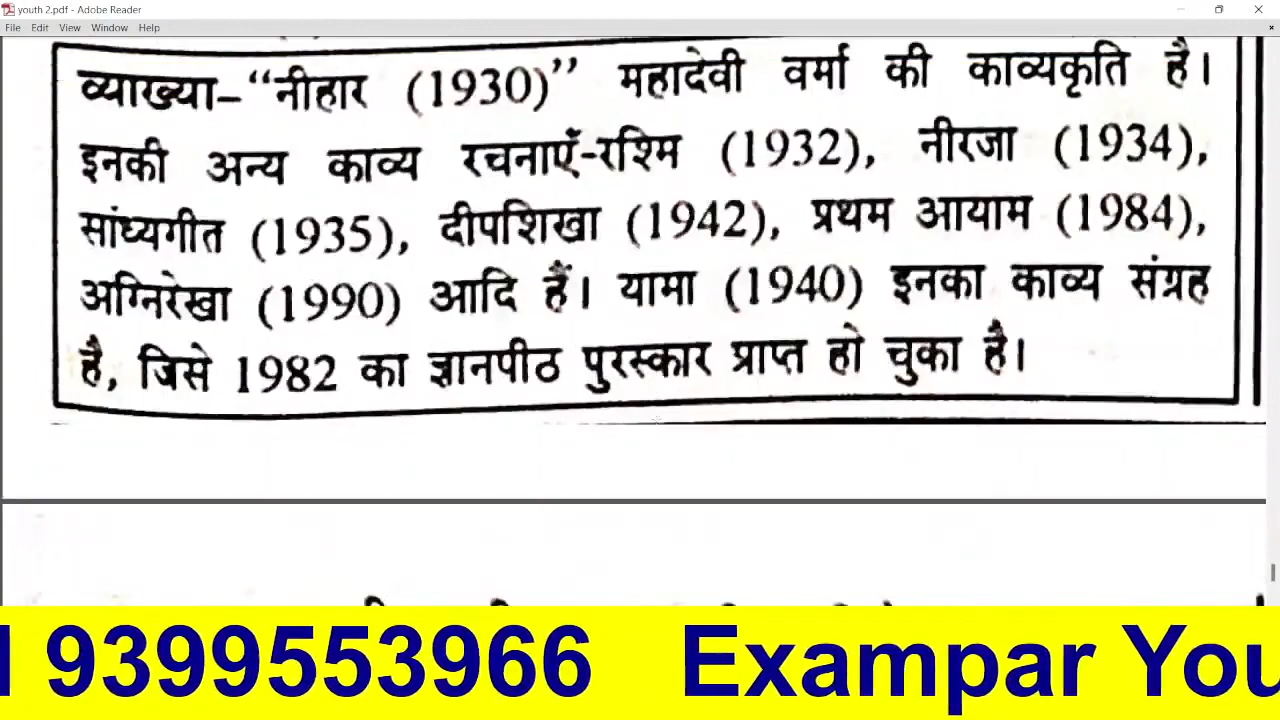 youth 2.pdf - Adobe Reader
File Edit View Window Help
व्याख्या–“नीहार (1930)” महादेवी वर्मा की काव्यकृति है।
इनकी अन्य काव्य रचनाएँ-रश्मि (1932), नीरजा (1934),
सांध्यगीत (1935), दीपशिखा (1942), प्रथम आयाम (1984),
अग्निरेखा (1990) आदि हैं। यामा (1940) इनका काव्य संग्रह
है, जिसे 1982 का ज्ञानपीठ पुरस्कार प्राप्त हो चुका है।
9399553966 Exampar You